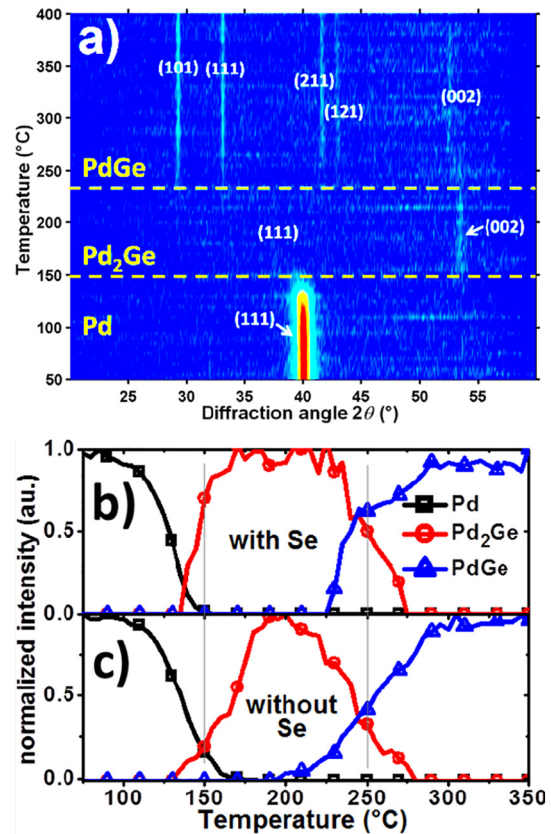 a)
400
350
300
250
200
150
100
50
Temperature (°C)
(101)
(111)
(211)
(121)
(002)
PdGe
(111)
(002)
Pd₂Ge
Pd
(111)
25
30
35
40
45
50
55
Diffraction angle 2θ (°)
b)
1.0
0.5
0.0
with Se
Pd
Pd₂Ge
PdGe
c)
0.5
0.0
without
Se
normalized intensity (au.)
100
150
200
250
300
350
Temperature (°C)